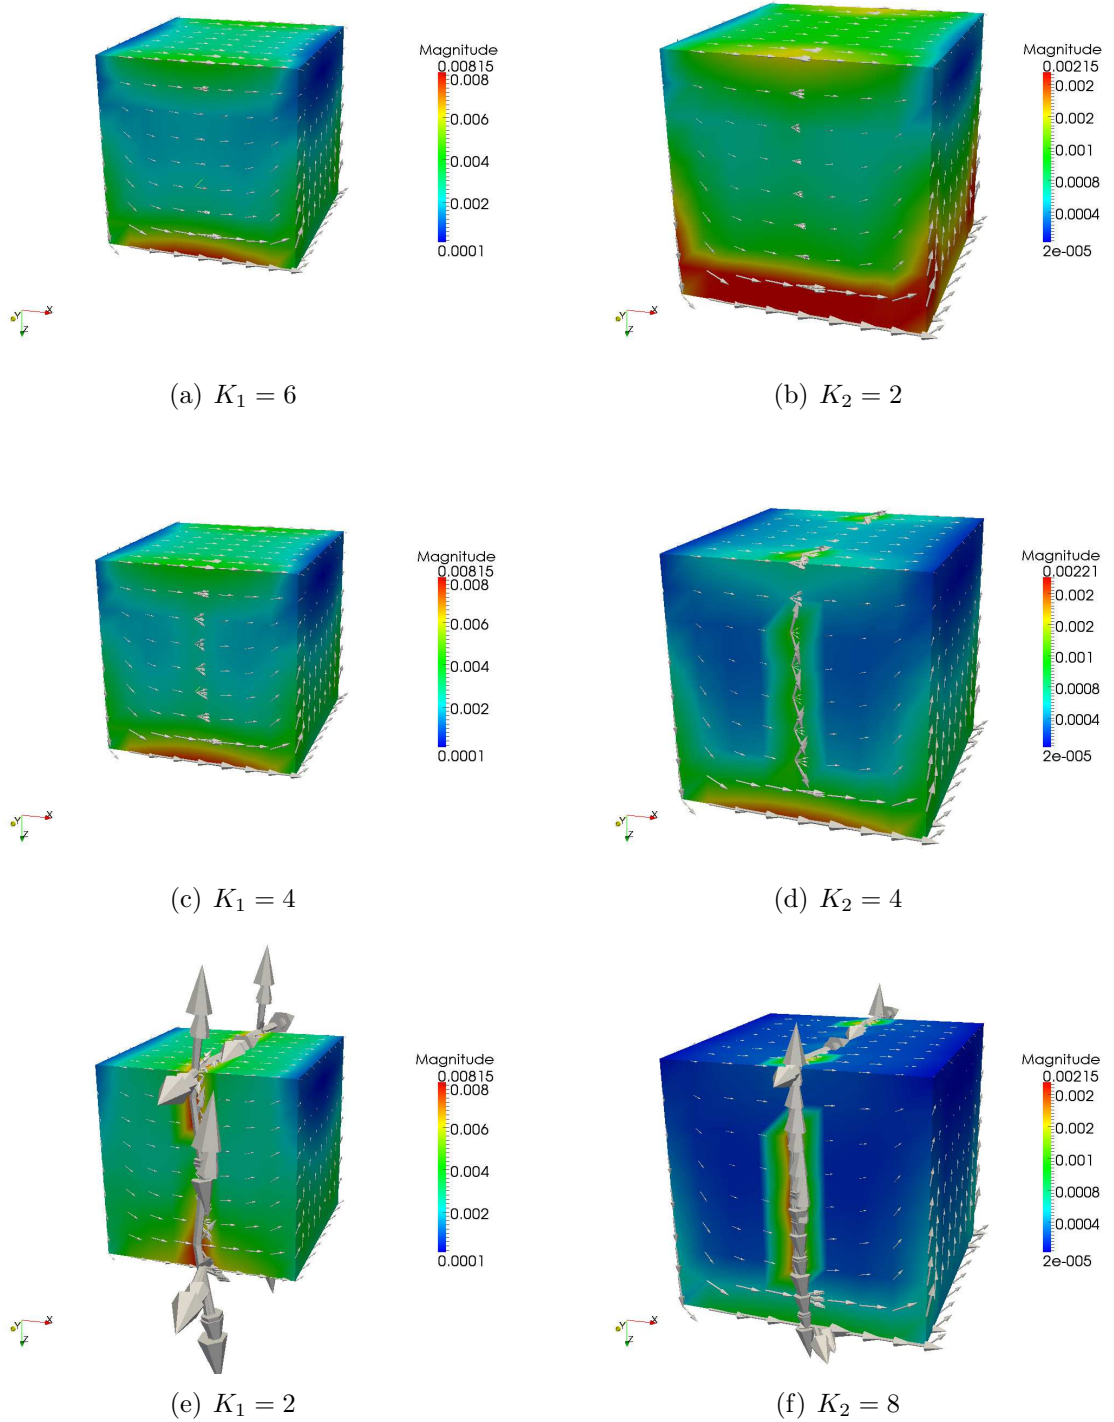 Magnitude
0.00815
0.008
0.006
0.004
0.002
0.0001
X
Y
Z
(a) K₁ = 6
Magnitude
0.00215
0.002
0.002
0.001
0.0008
0.0004
2e-005
X
Y
Z
(b) K₂ = 2
Magnitude
0.00815
0.008
0.006
0.004
0.002
0.0001
X
Y
Z
(c) K₁ = 4
Magnitude
0.00221
0.002
0.002
0.001
0.0008
0.0004
2e-005
X
Y
Z
(d) K₂ = 4
Magnitude
0.00815
0.008
0.006
0.004
0.002
0.0001
X
Y
Z
(e) K₁ = 2
Magnitude
0.00215
0.002
0.002
0.001
0.0008
0.0004
2e-005
X
Y
Z
(f) K₂ = 8